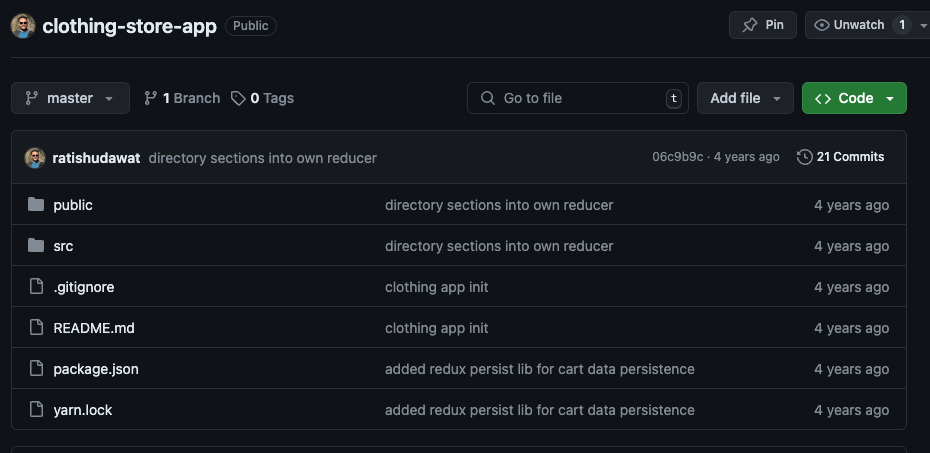 clothing-store-app Public Pin Unwatch 1
master 1 Branch 0 Tags Go to file t Add file <> Code
ratishudawat directory sections into own reducer 06c9b9c · 4 years ago 21 Commits
public directory sections into own reducer 4 years ago
src directory sections into own reducer 4 years ago
.gitignore clothing app init 4 years ago
README.md clothing app init 4 years ago
package.json added redux persist lib for cart data persistence 4 years ago
yarn.lock added redux persist lib for cart data persistence 4 years ago